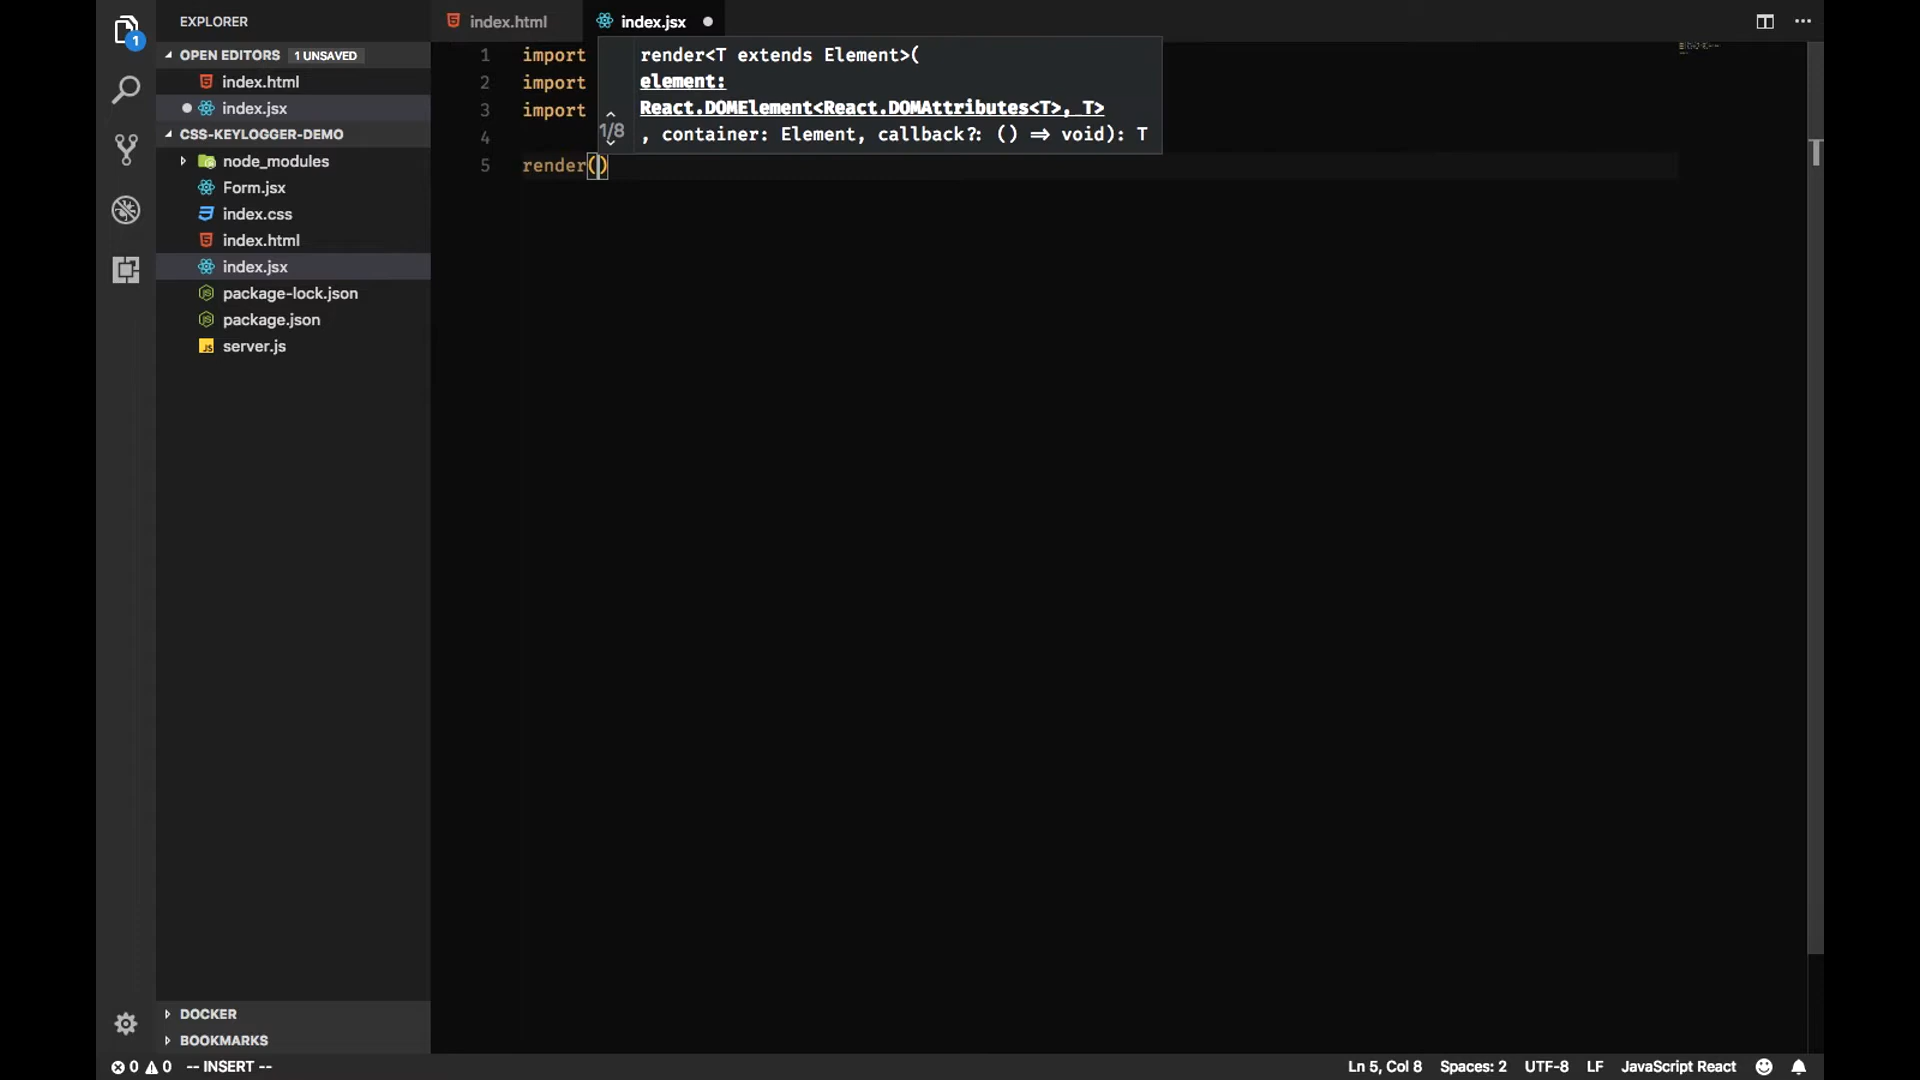 EXPLORER
OPEN EDITORS 1 UNSAVED
index.html
index.jsx
CSS-KEYLOGGER-DEMO
node_modules
Form.jsx
index.css
index.html
index.jsx
package-lock.json
package.json
server.js
DOCKER
BOOKMARKS
1
index.html
index.jsx
1 import
2 import
3 import
4
5 render()
render<T extends Element>(
element:
React.DOMElement<React.DOMAttributes<T>, T>
1/8
, container: Element, callback?: () => void): T
0 0 -- INSERT --
Ln 5, Col 8 Spaces: 2 UTF-8 LF JavaScript React